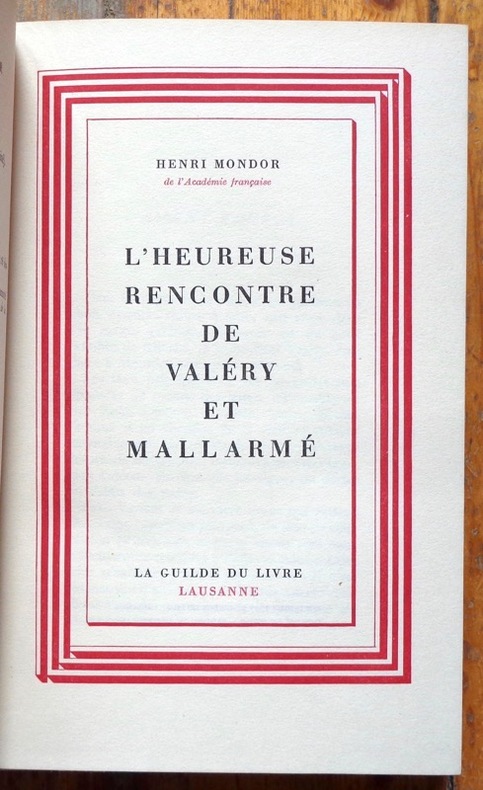 HENRI MONDOR
de l'Académie française
L'HEUREUSE
RENCONTRE
DE
VALÉRY
ET
MALLARMÉ
LA GUILDE DU LIVRE
LAUSANNE